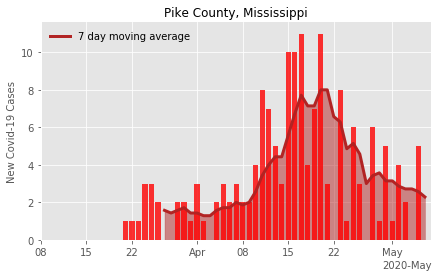 Pike County, Mississippi
7 day moving average
New Covid-19 Cases
10
8
6
4
2
0
08 15 22 Apr 08 15 22 May
2020-May